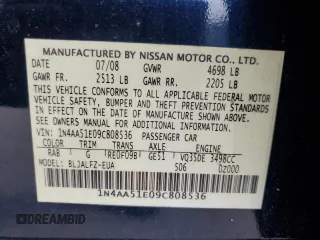 MANUFACTURED BY NISSAN MOTOR CO., LTD.
DATE 07/08 GVWR 4698 LB
GAWR FR. 2513 LB GAWR RR. 2205 LB
THIS VEHICLE CONFORMS TO ALL APPLICABLE FEDERAL MOTOR
VEHICLE SAFETY, BUMPER AND THEFT PREVENTION STANDARDS
IN EFFECT ON THE DATE OF MANUFACTURE SHOWN ABOVE.
SEE OWNERS MANUAL FOR ADDITIONAL INFORMATION.
VIN: 1N4AA51E09C808536 PASSENGER CAR
COLOR TRIM TRANS AXLE ENGINE
RAB G RE0F09B GE51 VQ35DE 3498CC
MODEL BLJALFZ-EUA 506 D2000
1N4AA51E09C808536
© DREAMBID.COM